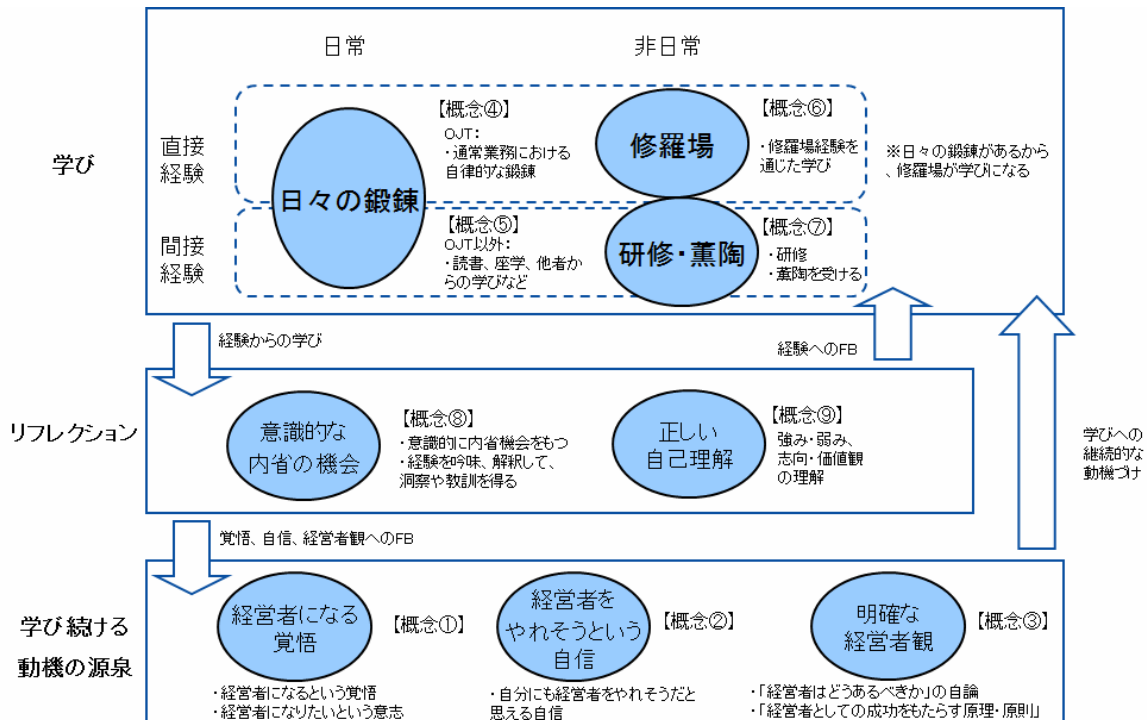 日常
非日常
学び
直接
経験
間接
経験
日々の鍛錬
【概念④】
OJT:
・通常業務における
自律的な鍛錬
【概念⑤】
OJT以外:
・読書、座学、他者か
らの学びなど
修羅場
【概念⑥】
・修羅場経験を
通じた学び
研修・薫陶
【概念⑦】
・研修
・薫陶を受ける
※日々の鍛錬があるから
、修羅場が学びになる
経験からの学び
経験へのFB
リフレクション
意識的な
内省の機会
【概念⑧】
・意識的に内省機会をもつ
・経験を吟味、解釈して、
洞察や教訓を得る
正しい
自己理解
【概念⑨】
強み・弱み、
志向・価値観
の理解
学びへの
継続的な
動機づけ
覚悟、自信、経営者観へのFB
学び続ける
動機の源泉
経営者になる
覚悟
【概念①】
・経営者になるという覚悟
・経営者になりたいという意志
経営者を
やれそうという
自信
【概念②】
・自分にも経営者をやれそうだと
思える自信
明確な
経営者観
【概念③】
・「経営者はどうあるべきか」の自論
・「経営者としての成功をもたらす原理・原則」